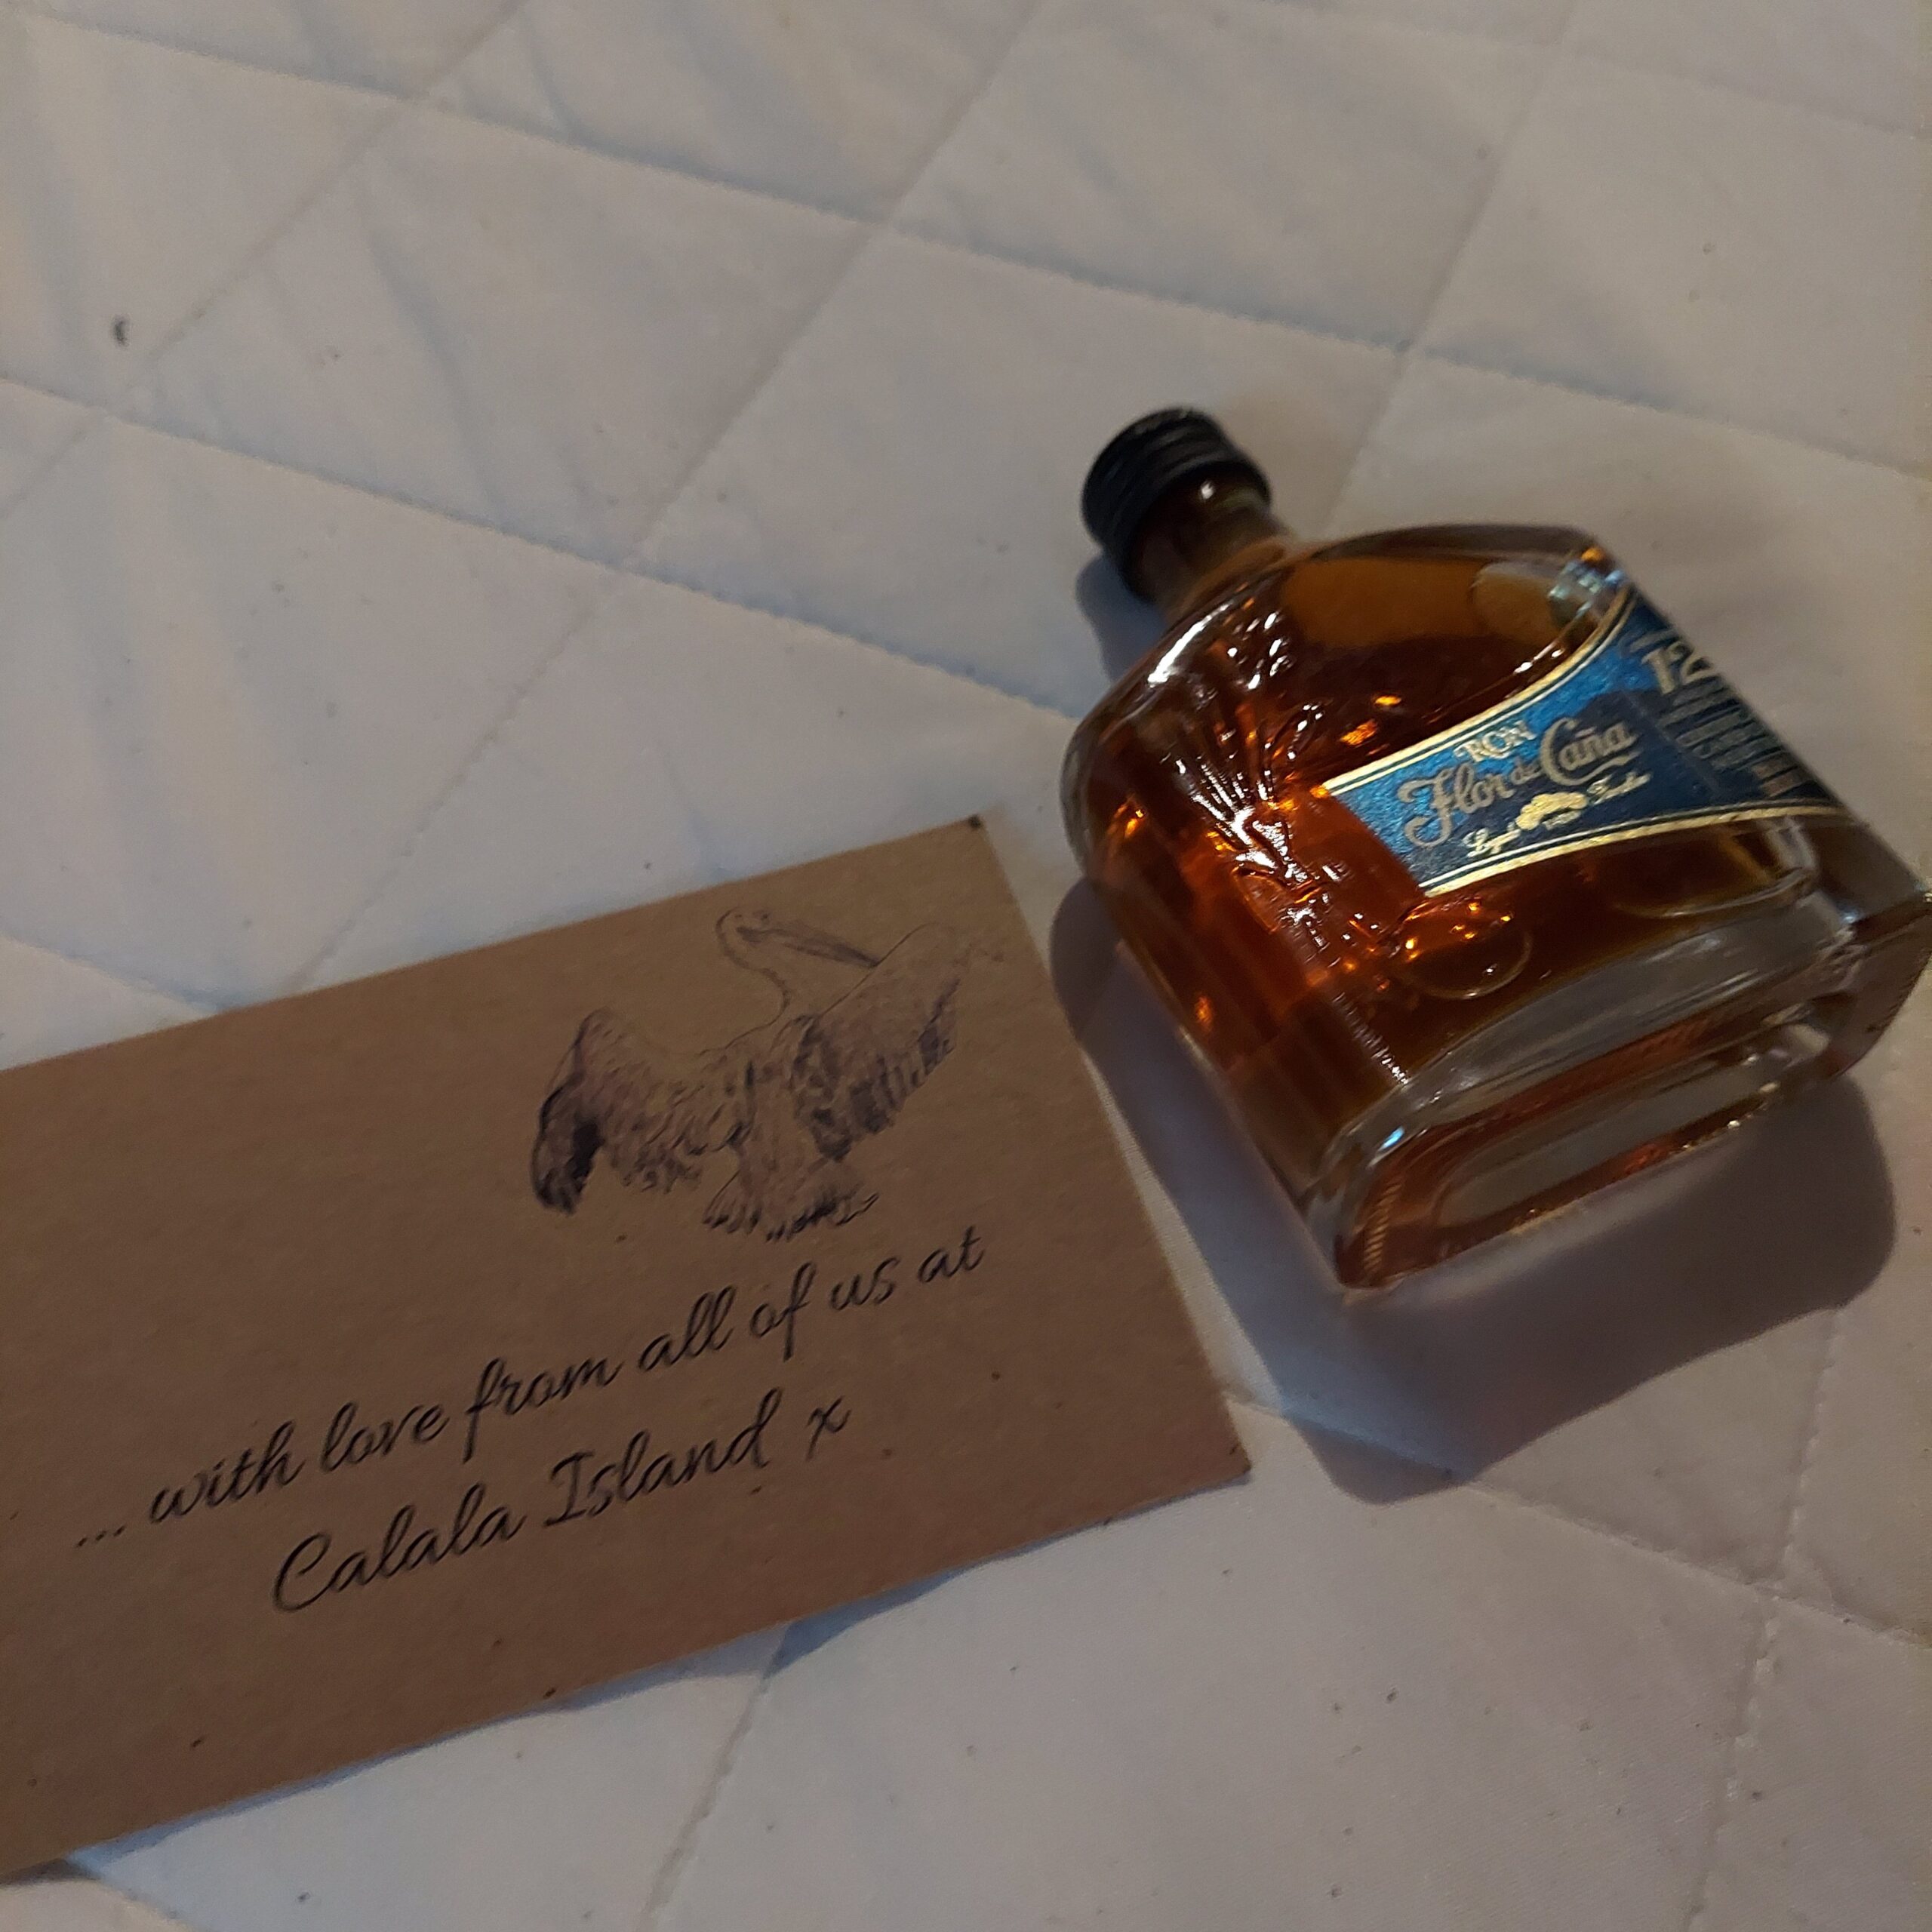 RON
Flor de Caña
12
... with love from all of us at
Calala Island x